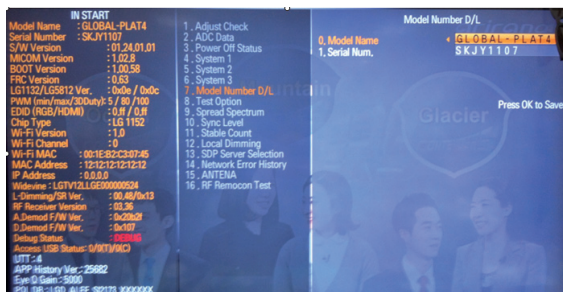 IN START
Model Name : GLOBAL-PLAT4
Serial Number : SKJY1107
S/W Version : 01,24,01,01
MICOM Version : 1,02,8
BOOT Version : 1,00,58
FRC Version : 0,63
LG1132/LG5812 Ver. : 0x0e / 0x0c
PWM (min/max/3DDuty): 5 / 80 /100
EDID (RGB/HDMI) : 0,ff / 0,ff
Chip Type : LG 1152
Wi-Fi Version : 1,0
Wi-Fi Channel : 0
Wi-Fi MAC : 00:1E:B2:C3:07:45
MAC Address : 12:12:12:12:12:12
IP Address : 0,0,0,0
Widevine : LGTV12LLGE000000524
L-Dimming/SR Ver. : 00,48/0x13
RF Receiver Version : 03,36
A,Demod F/W Ver. : 0x20b2f
D,Demod F/W Ver. : 0x107
Debug Status : DEBUG
Access USB Status: 0/0(T)/0(C)
UTT : 4
APP History Ver. : 25682
Eye Q Gain : 5000
1 , Adjust Check
2 , ADC Data
3 , Power Off Status
4 , System 1
5 , System 2
6 , System 3
7 , Model Number D/L
8 , Test Option
9 , Spread Spectrum
10 , Sync Level
11 , Stable Count
12 , Local Dimming
13 , SDP Server Selection
14 , Network Error History
15 , ANTENA
16 , RF Remocon Test
Model Number D/L
0, Model Name ◂ GLOBAL-PLAT4
1, Serial Num. SKJY1107
Press OK to Save
Glacier